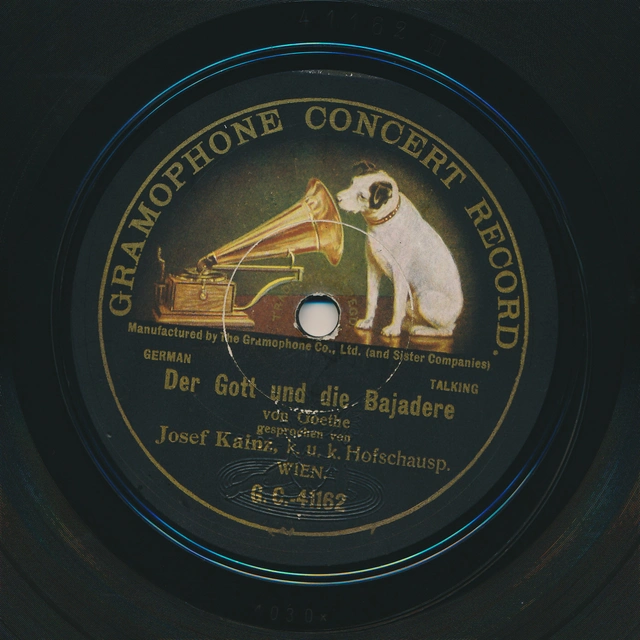 GRAMOPHONE CONCERT RECORD.
Manufactured by The Gramophone Co., Ltd. (and Sister Companies)
GERMAN
TALKING
Der Gott und die Bajadere
von Goethe
gesprochen von
Josef Kainz, k. u. k. Hofschausp.
WIEN.
G. C. 41162